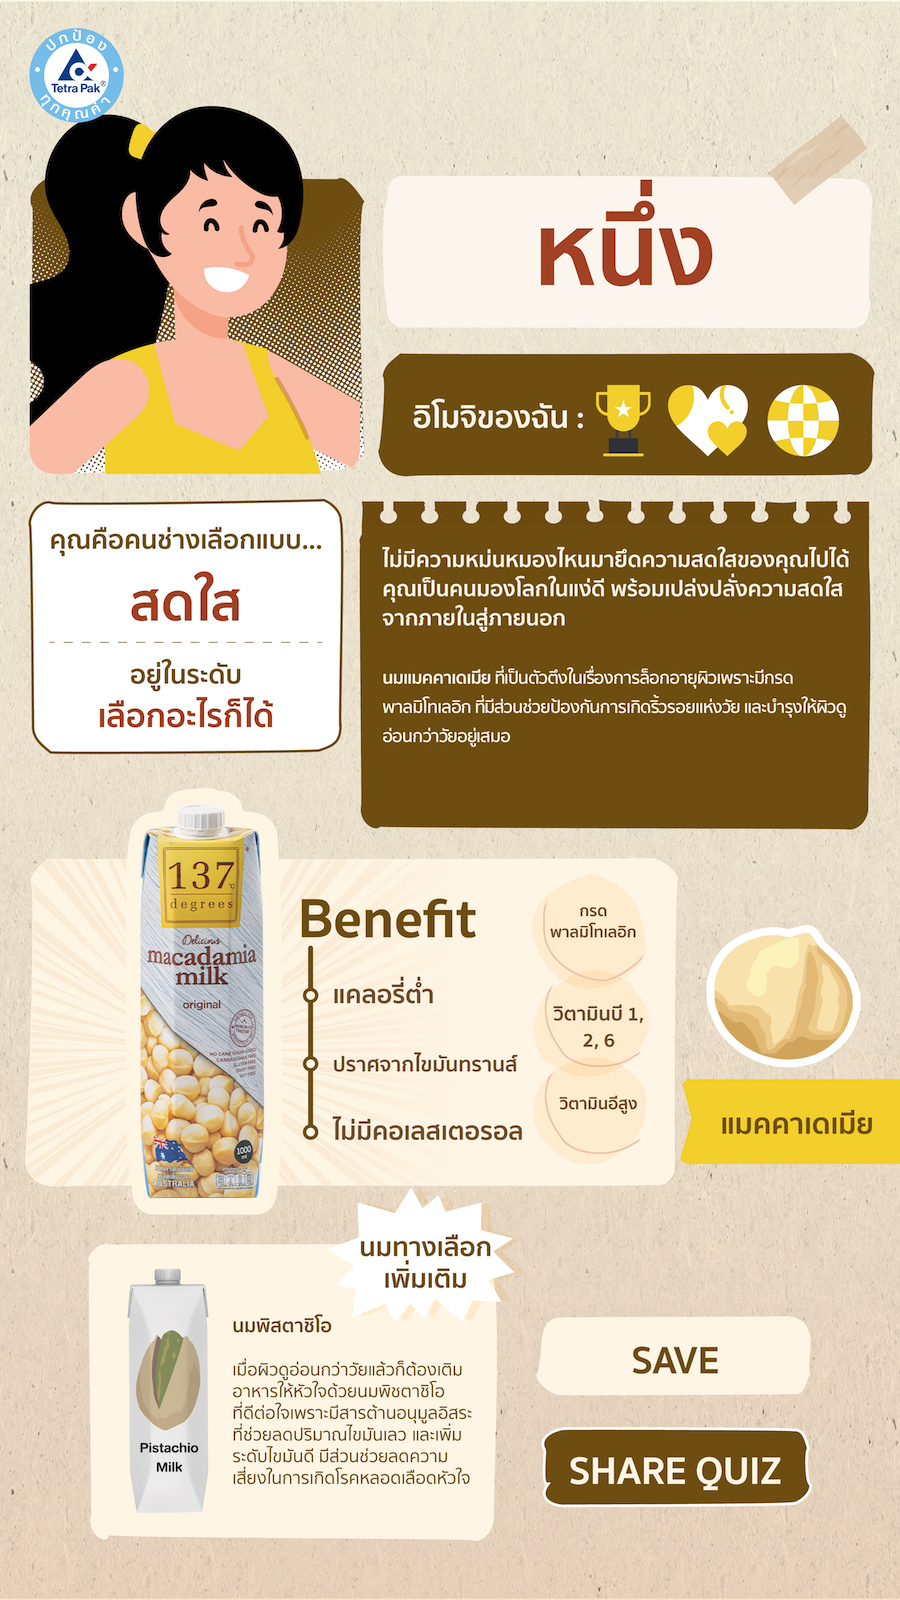 ปกป้อง
Tetra Pak®
ทุกคุณค่า
หนึ่ง
อิโมจิของฉัน :
คุณคือคนช่างเลือกแบบ...
สดใส
อยู่ในระดับ
เลือกอะไรก็ได้
ไม่มีความหม่นหมองไหนมายึดความสดใสของคุณไปได้
คุณเป็นคนมองโลกในแง่ดี พร้อมเปล่งปลั่งความสดใส
จากภายในสู่ภายนอก
นมแมคคาเดเมีย ที่เป็นตัวตึงในเรื่องการล็อกอายุผิวเพราะมีกรด
พาลมิโทเลอิก ที่มีส่วนช่วยป้องกันการเกิดริ้วรอยแห่งวัย และบำรุงให้ผิวดู
อ่อนกว่าวัยอยู่เสมอ
137
degrees
Delicious
macadamia
milk
original
NO CANE SUGAR ADDED
CARRAGEENAN FREE
GLUTEN FREE
DAIRY FREE
SOY FREE
1000
ml
AUSTRALIA
Benefit
แคลอรี่ต่ำ
ปราศจากไขมันทรานส์
ไม่มีคอเลสเตอรอล
กรด
พาลมิโทเลอิก
วิตามินบี 1,
2, 6
วิตามินอีสูง
แมคคาเดเมีย
นมทางเลือก
เพิ่มเติม
Pistachio
Milk
นมพิสตาชิโอ
เมื่อผิวดูอ่อนกว่าวัยแล้วก็ต้องเติม
อาหารให้หัวใจด้วยนมพิชตาชิโอ
ที่ดีต่อใจเพราะมีสารต้านอนุมูลอิสระ
ที่ช่วยลดปริมาณไขมันเลว และเพิ่ม
ระดับไขมันดี มีส่วนช่วยลดความ
เสี่ยงในการเกิดโรคหลอดเลือดหัวใจ
SAVE
SHARE QUIZ